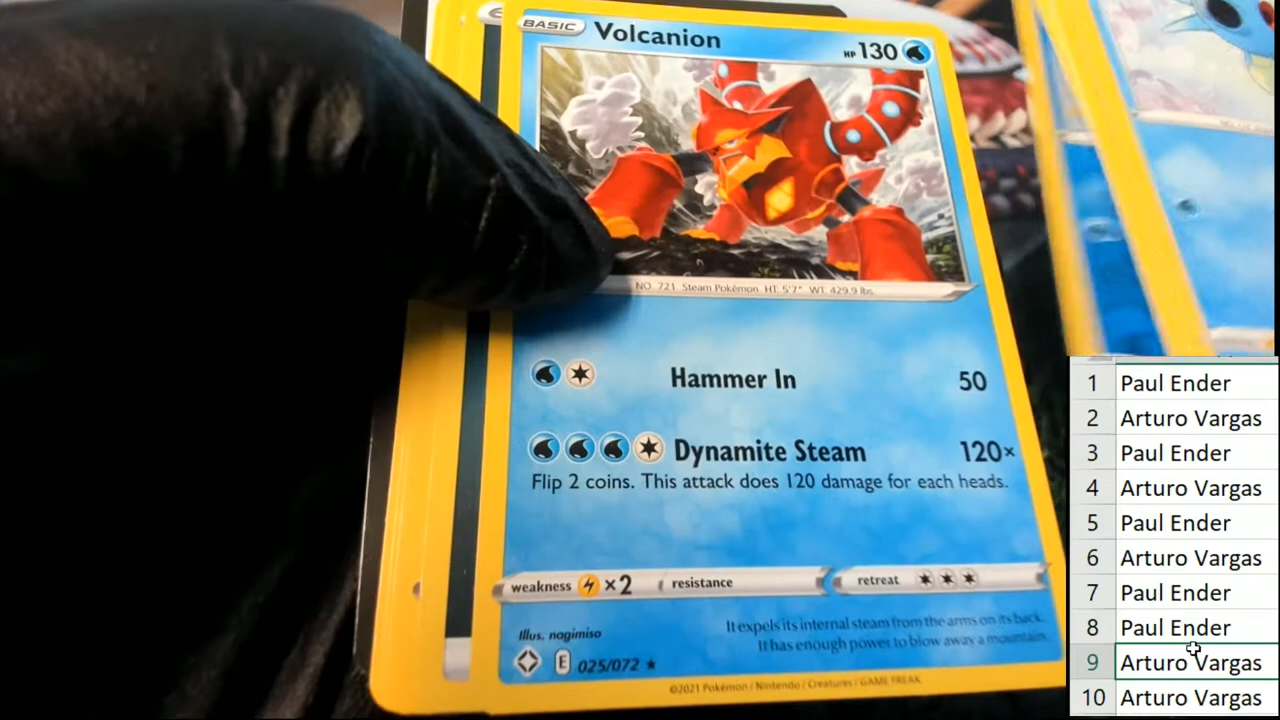 BASIC Volcanion HP 130
NO. 721 Steam Pokémon HT: 5'7" WT: 429.9 lbs.
Hammer In 50
Dynamite Steam 120×
Flip 2 coins. This attack does 120 damage for each heads.
weakness ×2 resistance retreat
It expels its internal steam from the arms on its back.
It has enough power to blow away a mountain.
Illus. nagimiso
E 025/072 ★
©2021 Pokémon / Nintendo / Creatures / GAME FREAK
1 Paul Ender
2 Arturo Vargas
3 Paul Ender
4 Arturo Vargas
5 Paul Ender
6 Arturo Vargas
7 Paul Ender
8 Paul Ender
9 Arturo Vargas
10 Arturo Vargas